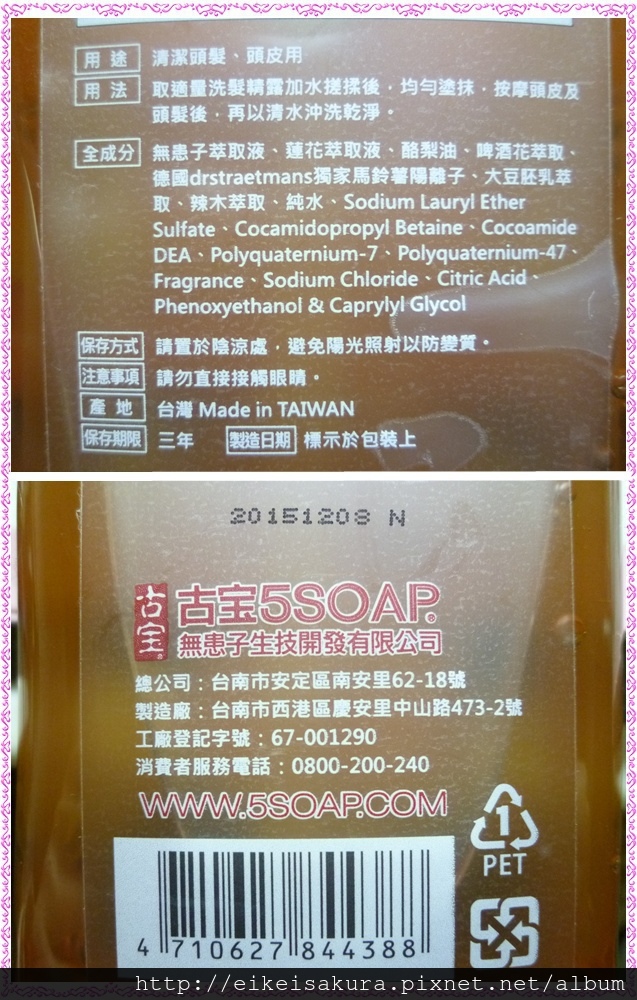 用途 清潔頭髮、頭皮用
用法 取適量洗髮精露加水搓揉後，均勻塗抹，按摩頭皮及
頭髮後，再以清水沖洗乾淨。
全成分 無患子萃取液、蓮花萃取液、酪梨油、啤酒花萃取、
德國drstraetmans獨家馬鈴薯陽離子、大豆胚乳萃
取、辣木萃取、純水、Sodium Lauryl Ether
Sulfate、Cocamidopropyl Betaine、Cocoamide
DEA、Polyquaternium-7、Polyquaternium-47、
Fragrance、Sodium Chloride、Citric Acid、
Phenoxyethanol & Caprylyl Glycol
保存方式 請置於陰涼處，避免陽光照射以防變質。
注意事項 請勿直接接觸眼睛。
產地 台灣 Made in TAIWAN
保存期限 三年 製造日期 標示於包裝上
20151208 N
古宝 古宝5SOAP®
無患子生技開發有限公司
總公司：台南市安定區南安里62-18號
製造廠：台南市西港區慶安里中山路473-2號
工廠登記字號：67-001290
消費者服務電話：0800-200-240
WWW.5SOAP.COM
1
PET
4 710627 844388
http://eikeisakura.pixnet.net/album